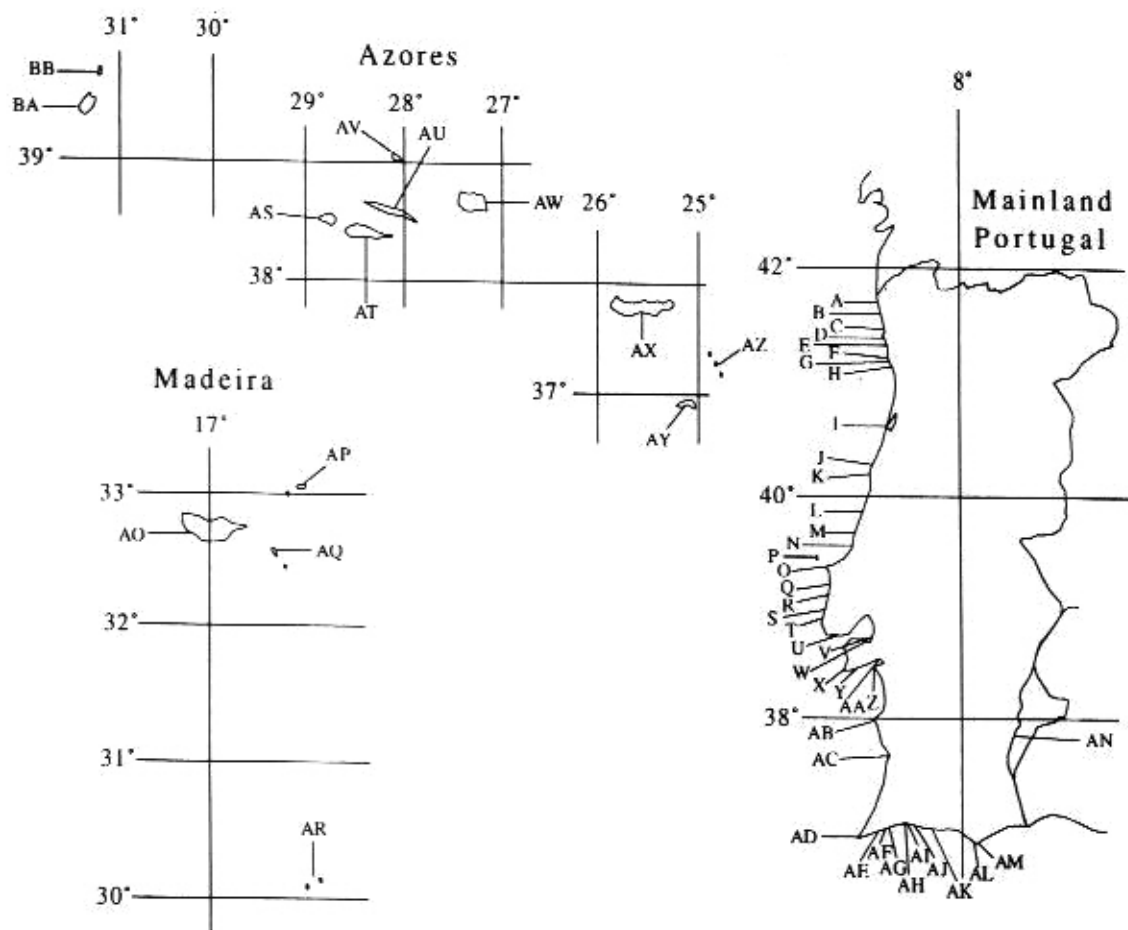 31° 30°
BB
Azores
8°
BA
29° 28° 27°
AV AU
39°
26° 25°
AS AW
Mainland
Portugal
42°
38°
AT
A
B
C
D
E
F
G
H
AX AZ
Madeira
37°
17°
AY
I
AP
J
K
33°
40°
AO
L
AQ
M
N
P
O
Q
R
S
32°
T
U
V
W
X
Y
AA Z
38°
AB
AN
AC
31°
AR
AD
AE AF AG AH AI AJ AK AL AM
30°